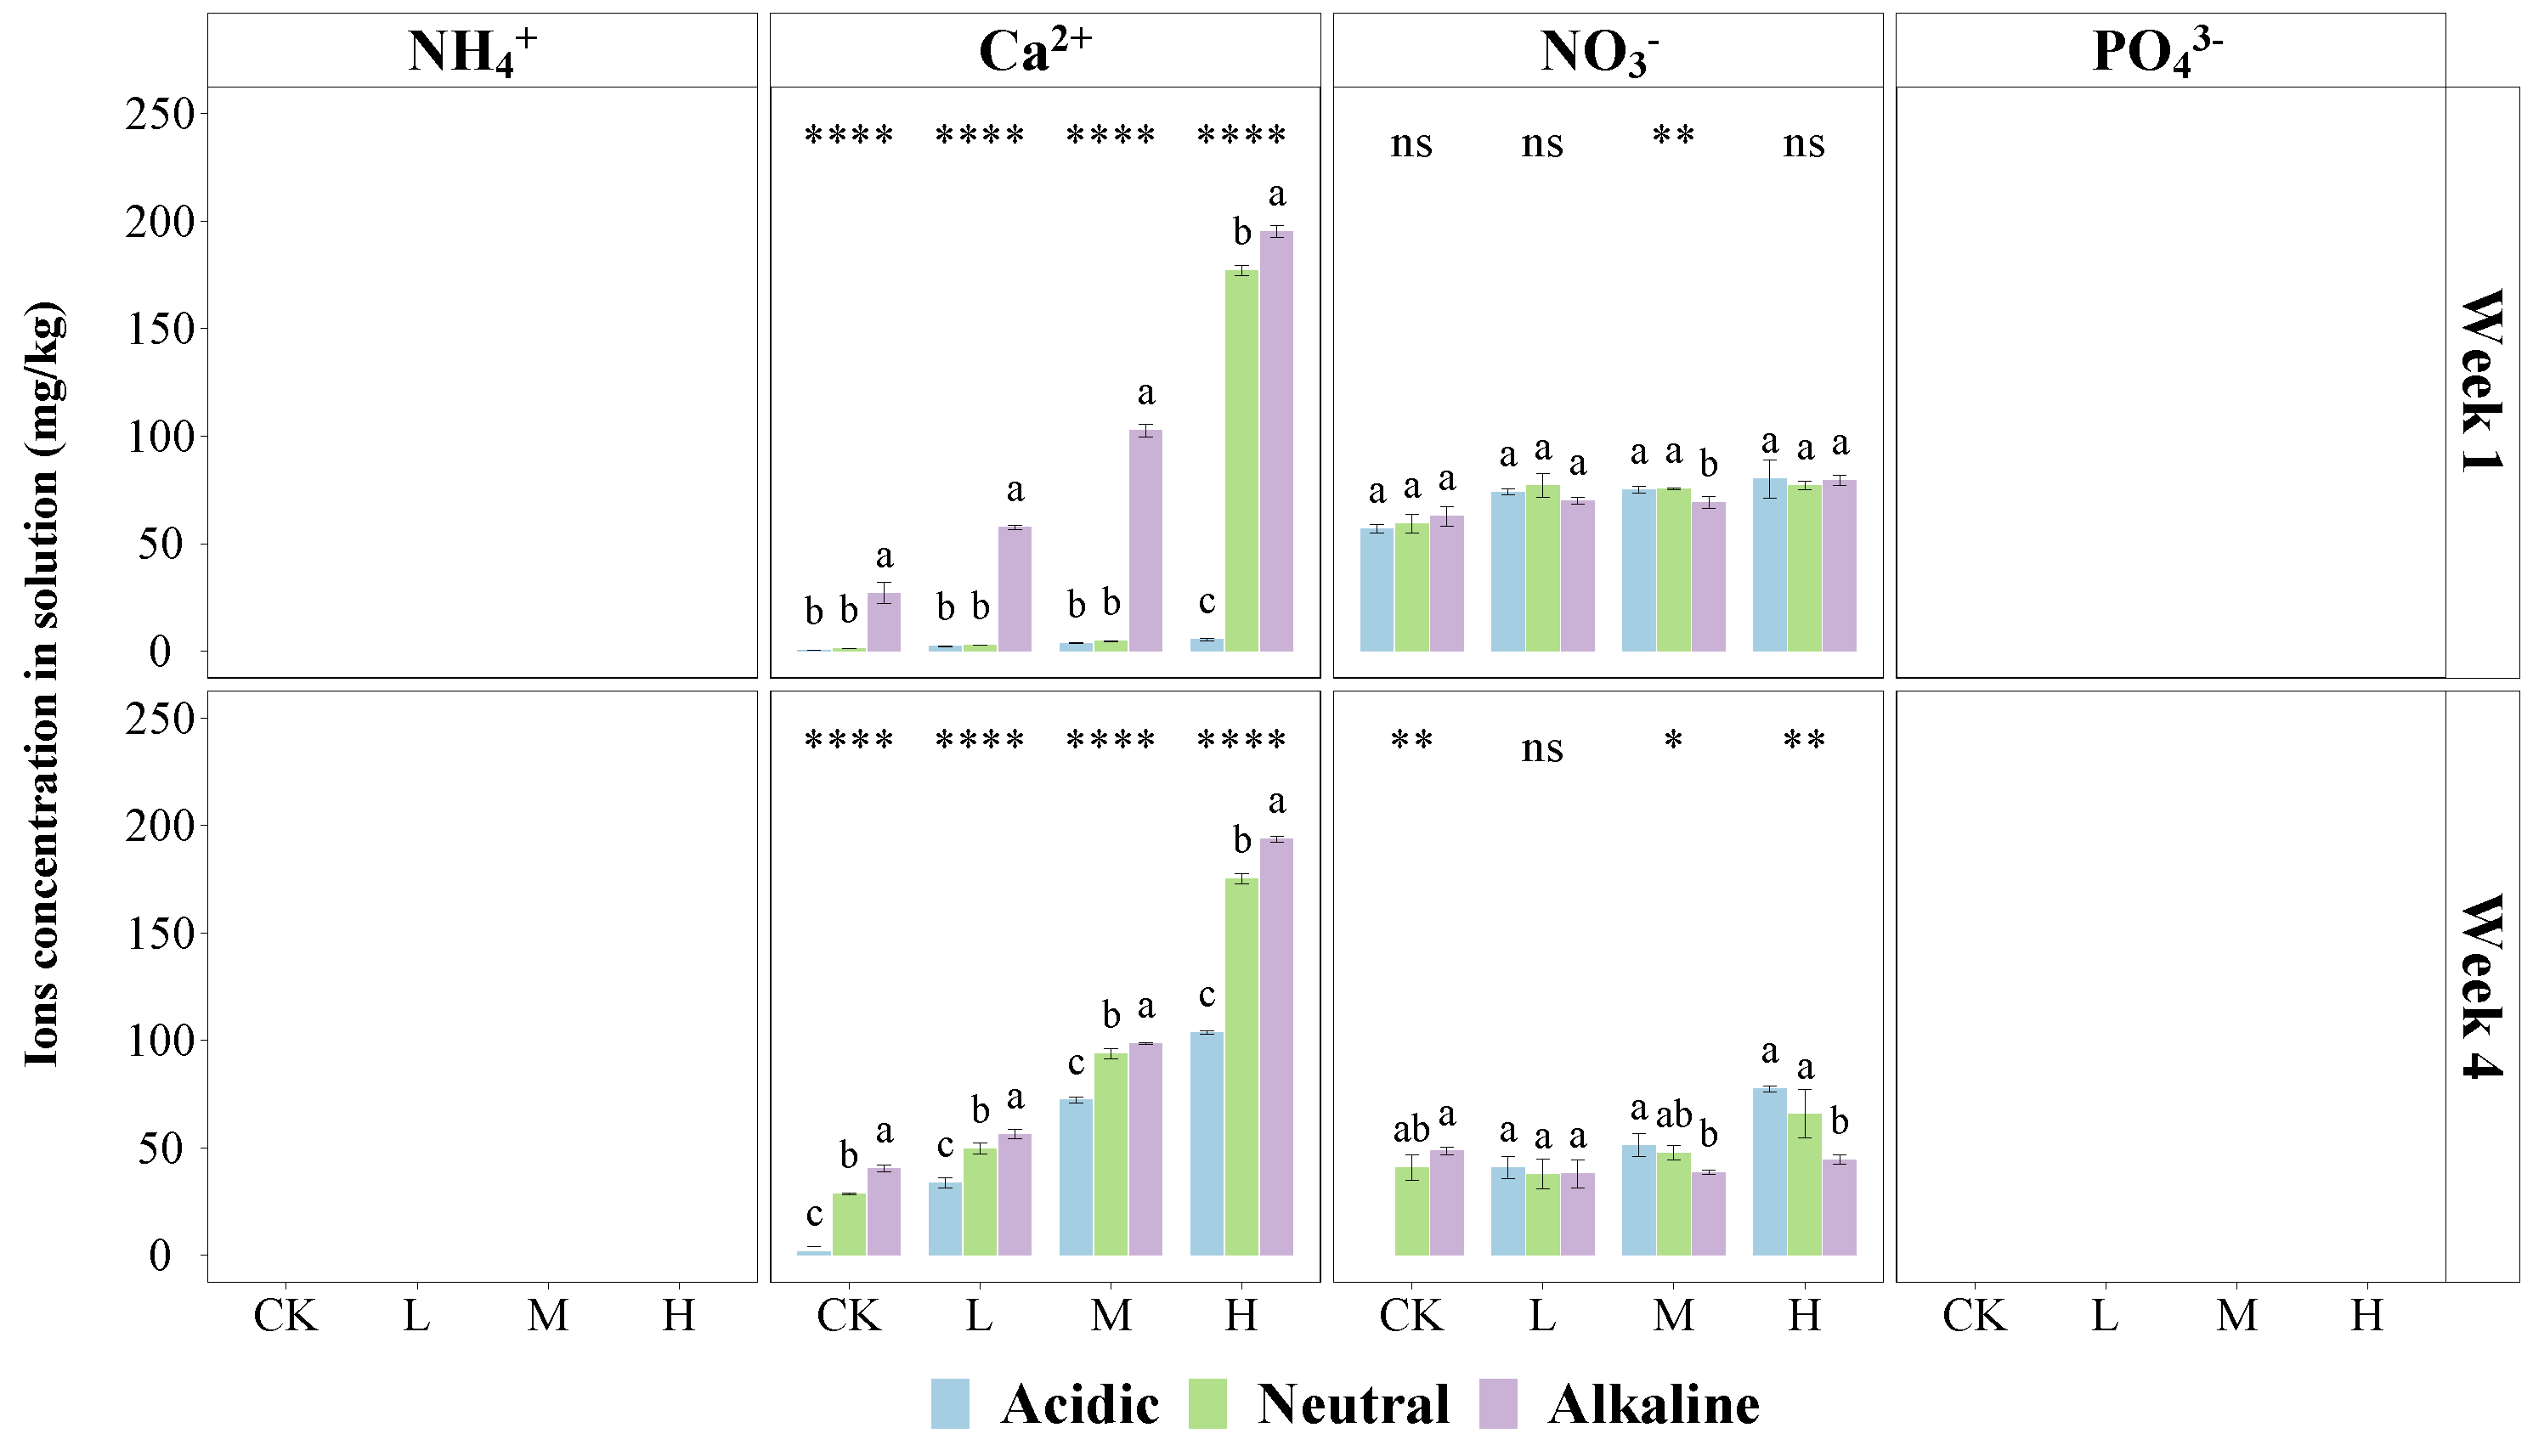 NH₄⁺ Ca²⁺ NO₃⁻ PO₄³⁻
Ions concentration in solution (mg/kg)
250
200
150
100
50
0
**** **** **** ****
a
b
a
a
a
b b b b b b c
ns ns ** ns
a a a a a a a a b a a a
Week 1
250
200
150
100
50
0
**** **** **** ****
c b a c b a c b a c b a
** ns * **
ab a a a a a ab b a a b
Week 4
CK L M H CK L M H CK L M H CK L M H
Acidic Neutral Alkaline